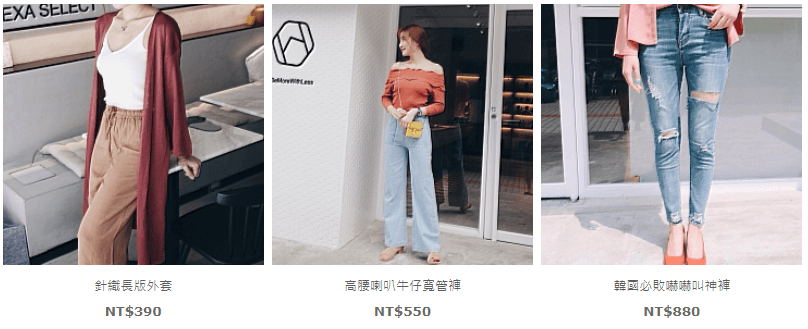 EXA SELECT
BeMoreWithLess
針織長版外套
高腰喇叭牛仔寬管褲
韓國必敗嚇嚇叫神褲
NT$390
NT$550
NT$880